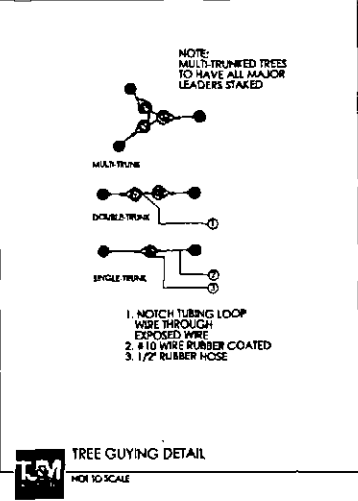 NOTE:
MULTI-TRUNKED TREES
TO HAVE ALL MAJOR
LEADERS STAKED
MULTI-TRUNK
DOUBLE-TRUNK
1
SINGLE-TRUNK
2
3
1. NOTCH TUBING LOOP
WIRE THROUGH
EXPOSED WIRE
2. #10 WIRE RUBBER COATED
3. 1/2" RUBBER HOSE
TREE GUYING DETAIL
NOT TO SCALE